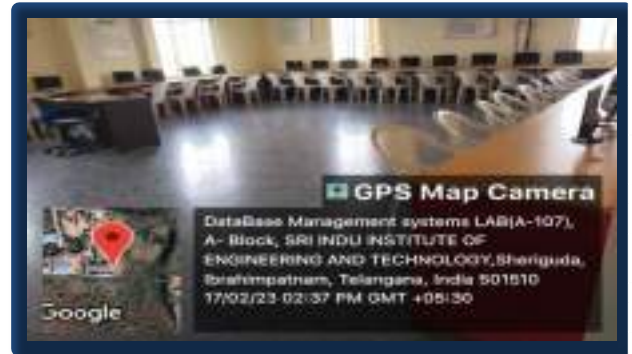 GPS Map Camera
DataBase Management systems LAB(A-107),
A- Block, SRI INDU INSTITUTE OF
ENGINEERING AND TECHNOLOGY,Sheriguda,
Ibrahimpatnam, Telangana, India 501510
17/02/23 02:37 PM GMT +05:30
Google